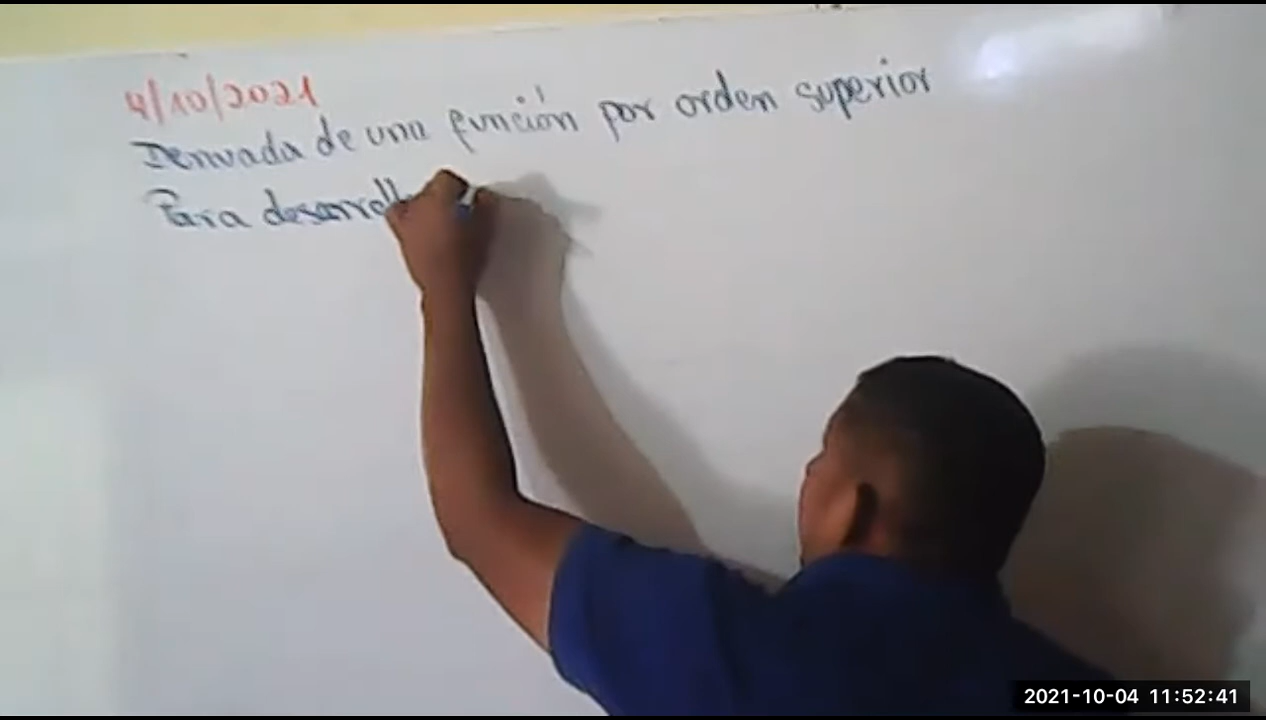 4/10/2021
Derivada de una función por orden superior
Para desarroll
2021-10-04 11:52:41